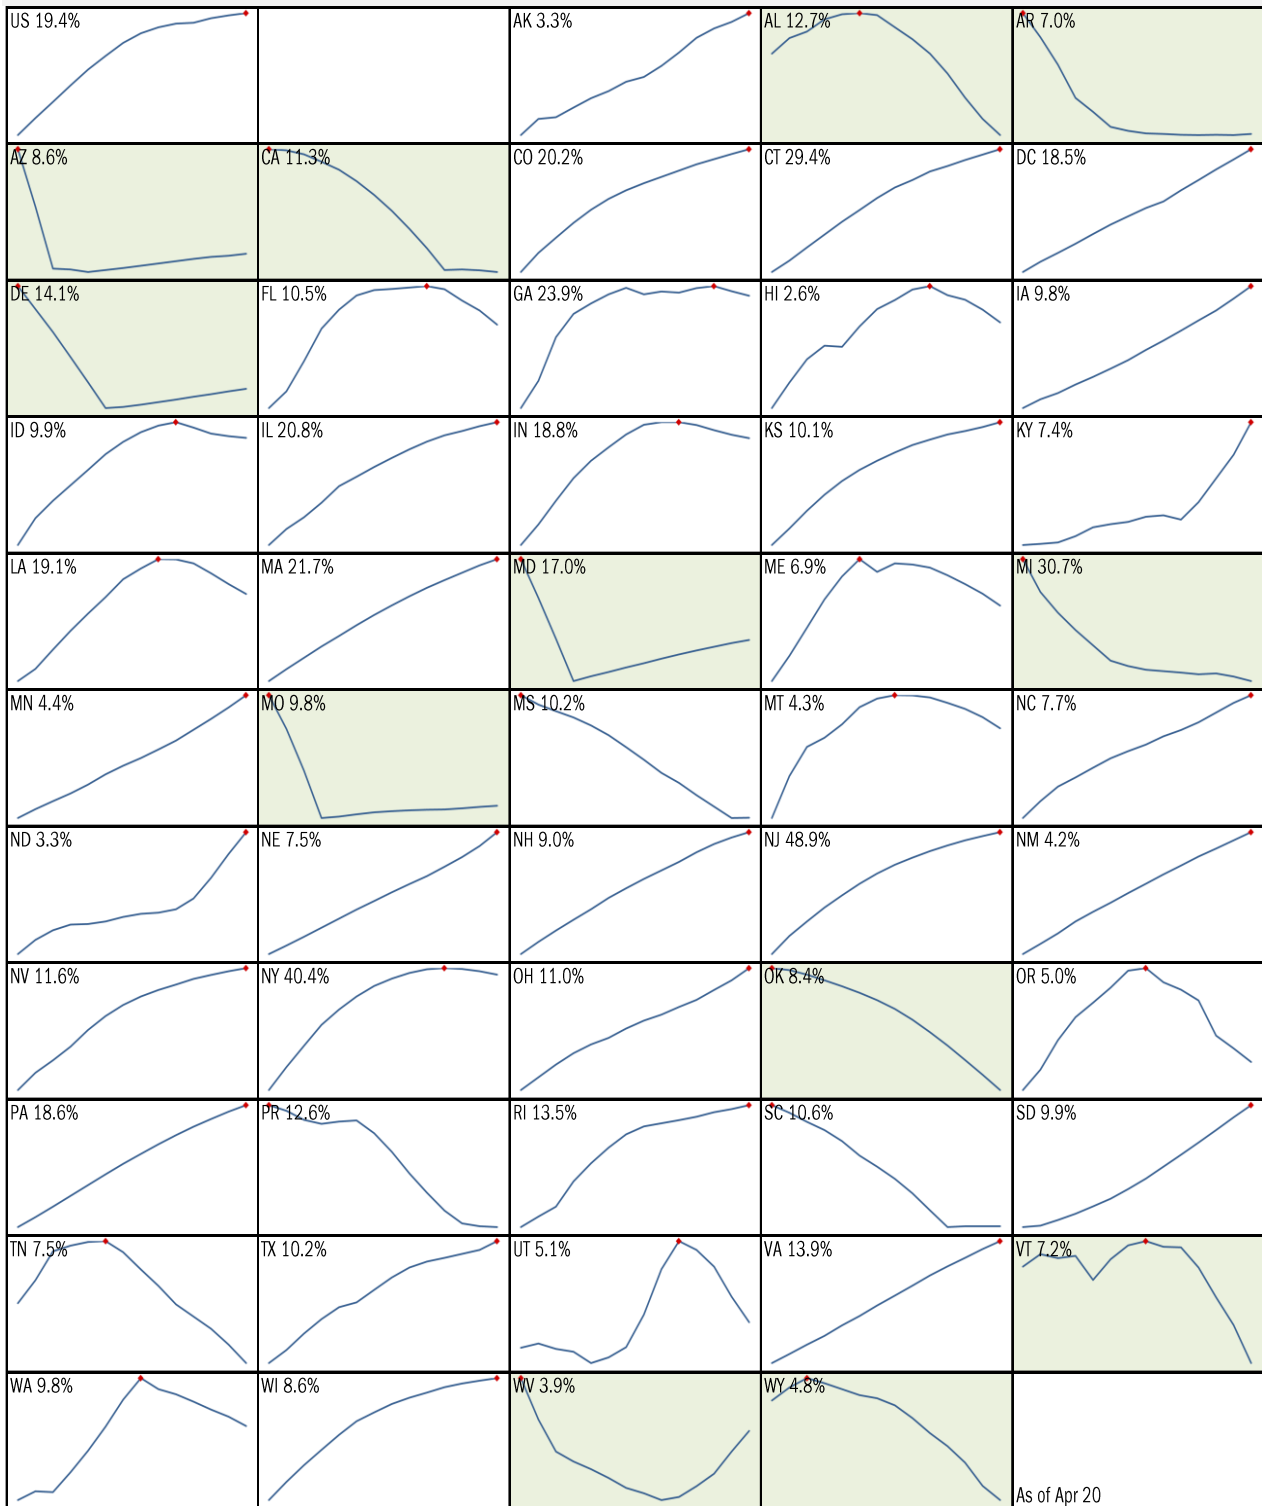 US 19.4%
AK 3.3%
AL 12.7%
AR 7.0%
AZ 8.6%
CA 11.3%
CO 20.2%
CT 29.4%
DC 18.5%
DE 14.1%
FL 10.5%
GA 23.9%
HI 2.6%
IA 9.8%
ID 9.9%
IL 20.8%
IN 18.8%
KS 10.1%
KY 7.4%
LA 19.1%
MA 21.7%
MD 17.0%
ME 6.9%
MI 30.7%
MN 4.4%
MO 9.8%
MS 10.2%
MT 4.3%
NC 7.7%
ND 3.3%
NE 7.5%
NH 9.0%
NJ 48.9%
NM 4.2%
NV 11.6%
NY 40.4%
OH 11.0%
OK 8.4%
OR 5.0%
PA 18.6%
PR 12.6%
RI 13.5%
SC 10.6%
SD 9.9%
TN 7.5%
TX 10.2%
UT 5.1%
VA 13.9%
VT 7.2%
WA 9.8%
WI 8.6%
WV 3.9%
WY 4.8%
As of Apr 20